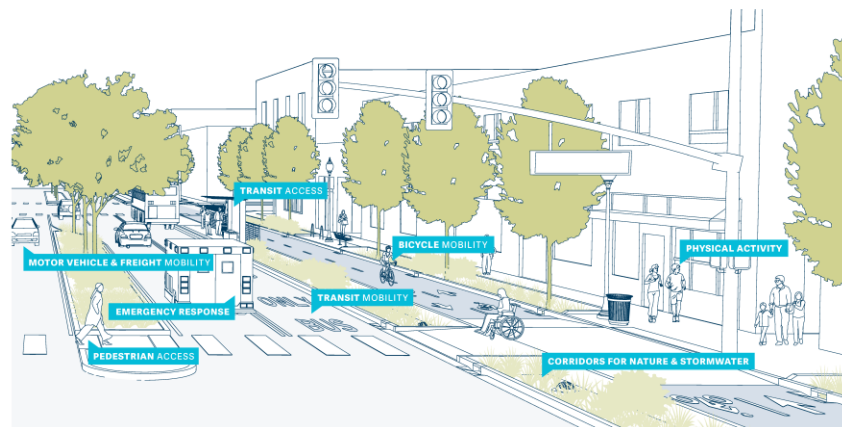 TRANSIT ACCESS
BICYCLE MOBILITY
PHYSICAL ACTIVITY
MOTOR VEHICLE & FREIGHT MOBILITY
TRANSIT MOBILITY
EMERGENCY RESPONSE
ONLY
BUS
PEDESTRIAN ACCESS
CORRIDORS FOR NATURE & STORMWATER